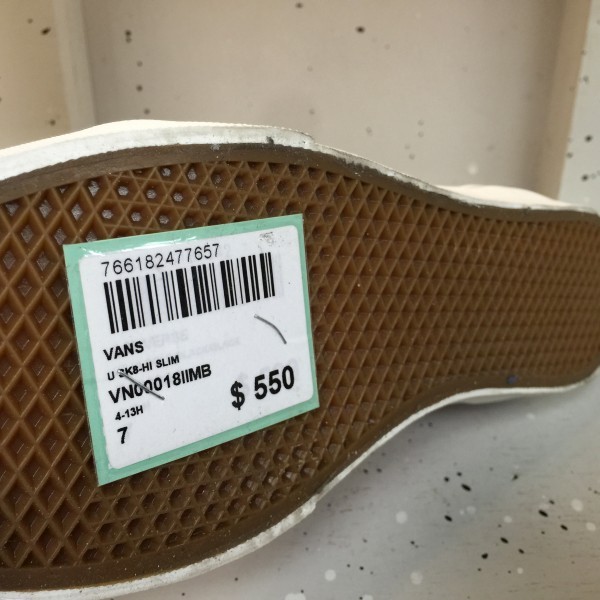 766182477657
VANS
U SK8-HI SLIM
VN00018IIMB
4-13H
$ 550
7